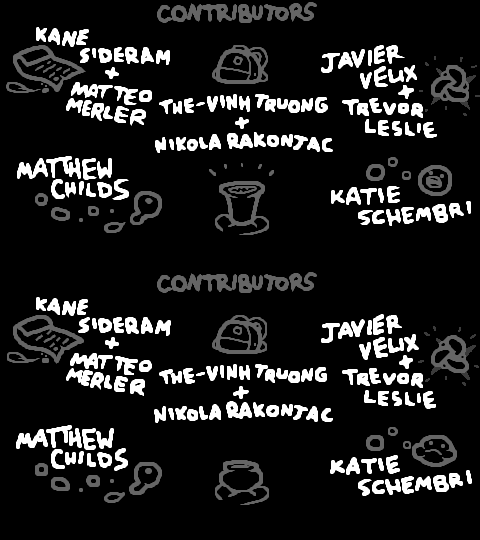 CONTRIBUTORS
KANE
SIDERAM
+
MATTEO
MERLER
THE-VINH TRUONG
+
NIKOLA RAKONJAC
JAVIER
VELIX
+
TREVOR
LESLIE
MATTHEW
CHILDS
KATIE
SCHEMBRI
CONTRIBUTORS
KANE
SIDERAM
+
MATTEO
MERLER
THE-VINH TRUONG
+
NIKOLA RAKONJAC
JAVIER
VELIX
+
TREVOR
LESLIE
MATTHEW
CHILDS
KATIE
SCHEMBRI